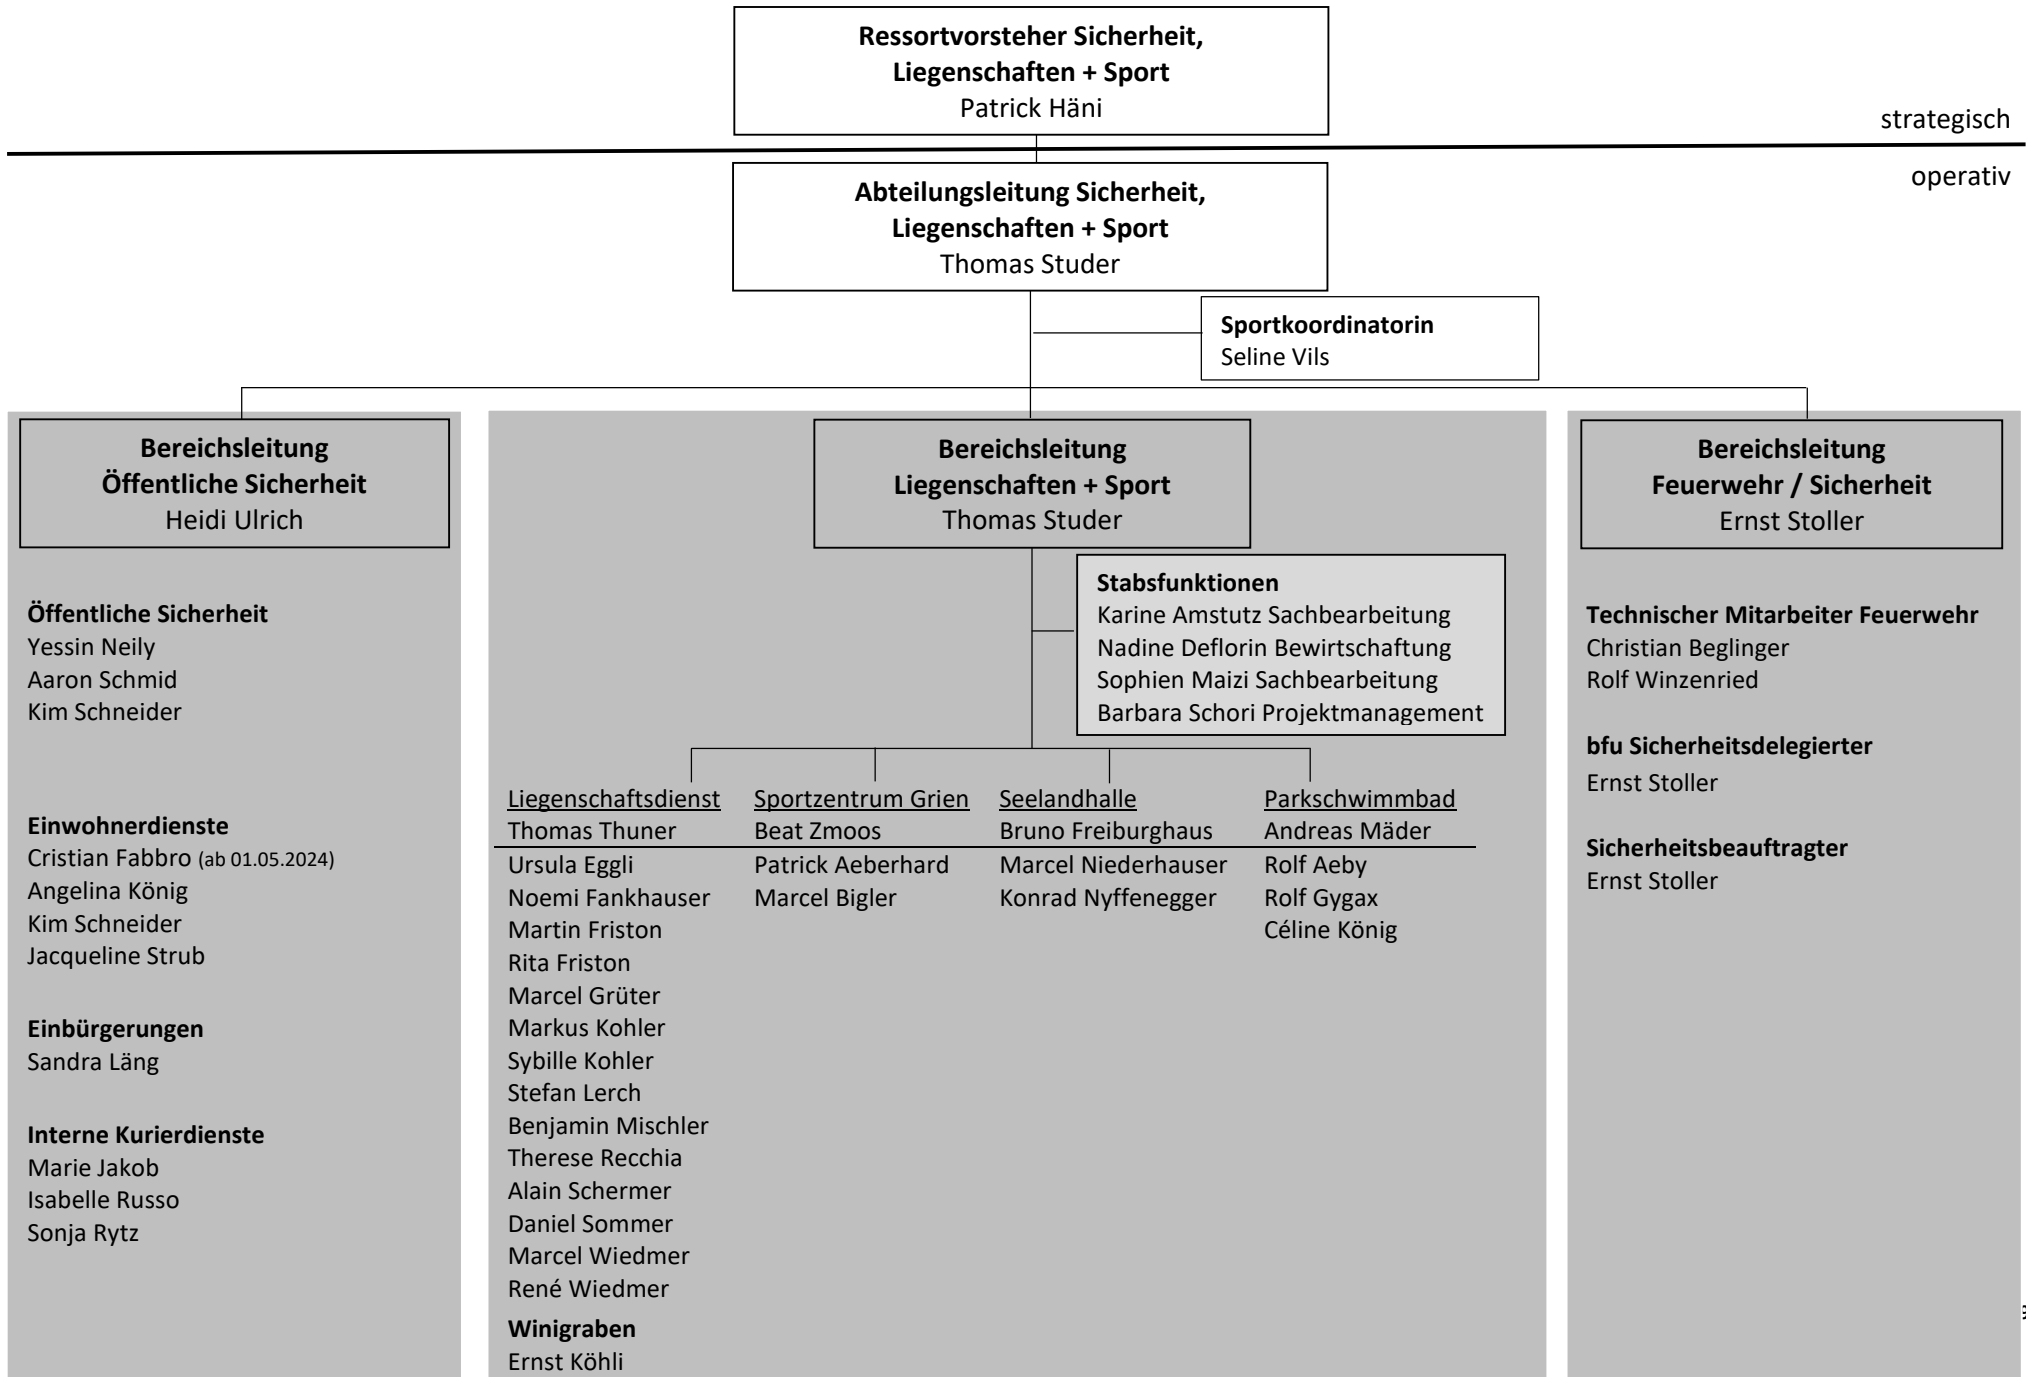 Ressortvorsteher Sicherheit,
Liegenschaften + Sport
Patrick Häni
strategisch
operativ
Abteilungsleitung Sicherheit,
Liegenschaften + Sport
Thomas Studer
Sportkoordinatorin
Seline Vils
Bereichsleitung
Öffentliche Sicherheit
Heidi Ulrich
Öffentliche Sicherheit
Yessin Neily
Aaron Schmid
Kim Schneider
Einwohnerdienste
Cristian Fabbro (ab 01.05.2024)
Angelina König
Kim Schneider
Jacqueline Strub
Einbürgerungen
Sandra Läng
Interne Kurierdienste
Marie Jakob
Isabelle Russo
Sonja Rytz
Bereichsleitung
Liegenschaften + Sport
Thomas Studer
Stabsfunktionen
Karine Amstutz Sachbearbeitung
Nadine Deflorin Bewirtschaftung
Sophien Maizi Sachbearbeitung
Barbara Schori Projektmanagement
Liegenschaftsdienst
Thomas Thuner
Ursula Eggli
Noemi Fankhauser
Martin Friston
Rita Friston
Marcel Grüter
Markus Kohler
Sybille Kohler
Stefan Lerch
Benjamin Mischler
Therese Recchia
Alain Schermer
Daniel Sommer
Marcel Wiedmer
René Wiedmer
Winigraben
Ernst Köhli
Sportzentrum Grien
Beat Zmoos
Patrick Aeberhard
Marcel Bigler
Seelandhalle
Bruno Freiburghaus
Marcel Niederhauser
Konrad Nyffenegger
Parkschwimmbad
Andreas Mäder
Rolf Aeby
Rolf Gygax
Céline König
Bereichsleitung
Feuerwehr / Sicherheit
Ernst Stoller
Technischer Mitarbeiter Feuerwehr
Christian Beglinger
Rolf Winzenried
bfu Sicherheitsdelegierter
Ernst Stoller
Sicherheitsbeauftragter
Ernst Stoller